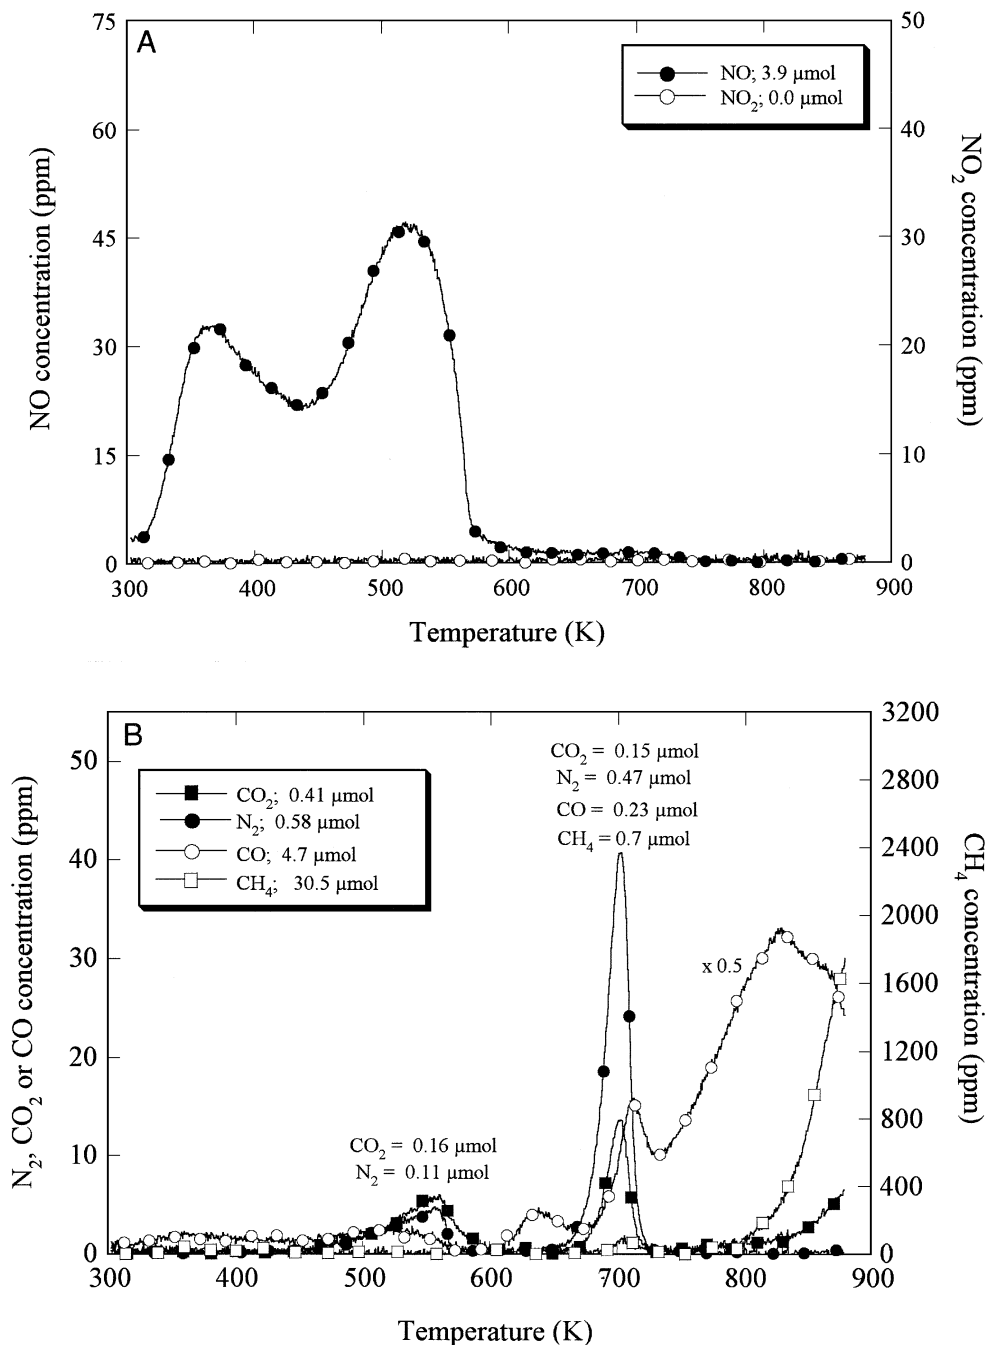 A
NO; 3.9 µmol
NO2; 0.0 µmol
75
60
45
30
15
0
NO concentration (ppm)
50
40
30
20
10
0
NO2 concentration (ppm)
300 400 500 600 700 800 900
Temperature (K)
B
CO2; 0.41 µmol
N2; 0.58 µmol
CO; 4.7 µmol
CH4; 30.5 µmol
CO2 = 0.15 µmol
N2 = 0.47 µmol
CO = 0.23 µmol
CH4 = 0.7 µmol
x 0.5
CO2 = 0.16 µmol
N2 = 0.11 µmol
50
40
30
20
10
0
N2, CO2 or CO concentration (ppm)
3200
2800
2400
2000
1600
1200
800
400
0
CH4 concentration (ppm)
300 400 500 600 700 800 900
Temperature (K)